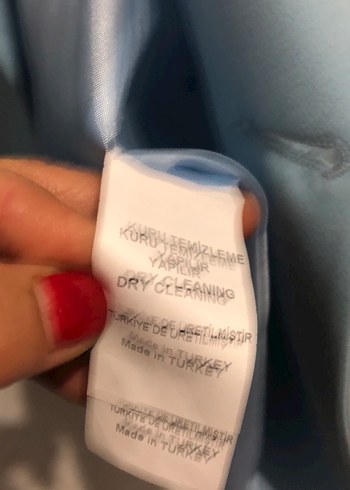 KURU TEMİZLEME
YAPILIR
DRY CLEANING
TÜRKİYE DE ÜRETİLMİŞTİR
Made in TURKEY
TÜRKİYE DE ÜRETİLMİŞTİR
Made in TURKEY